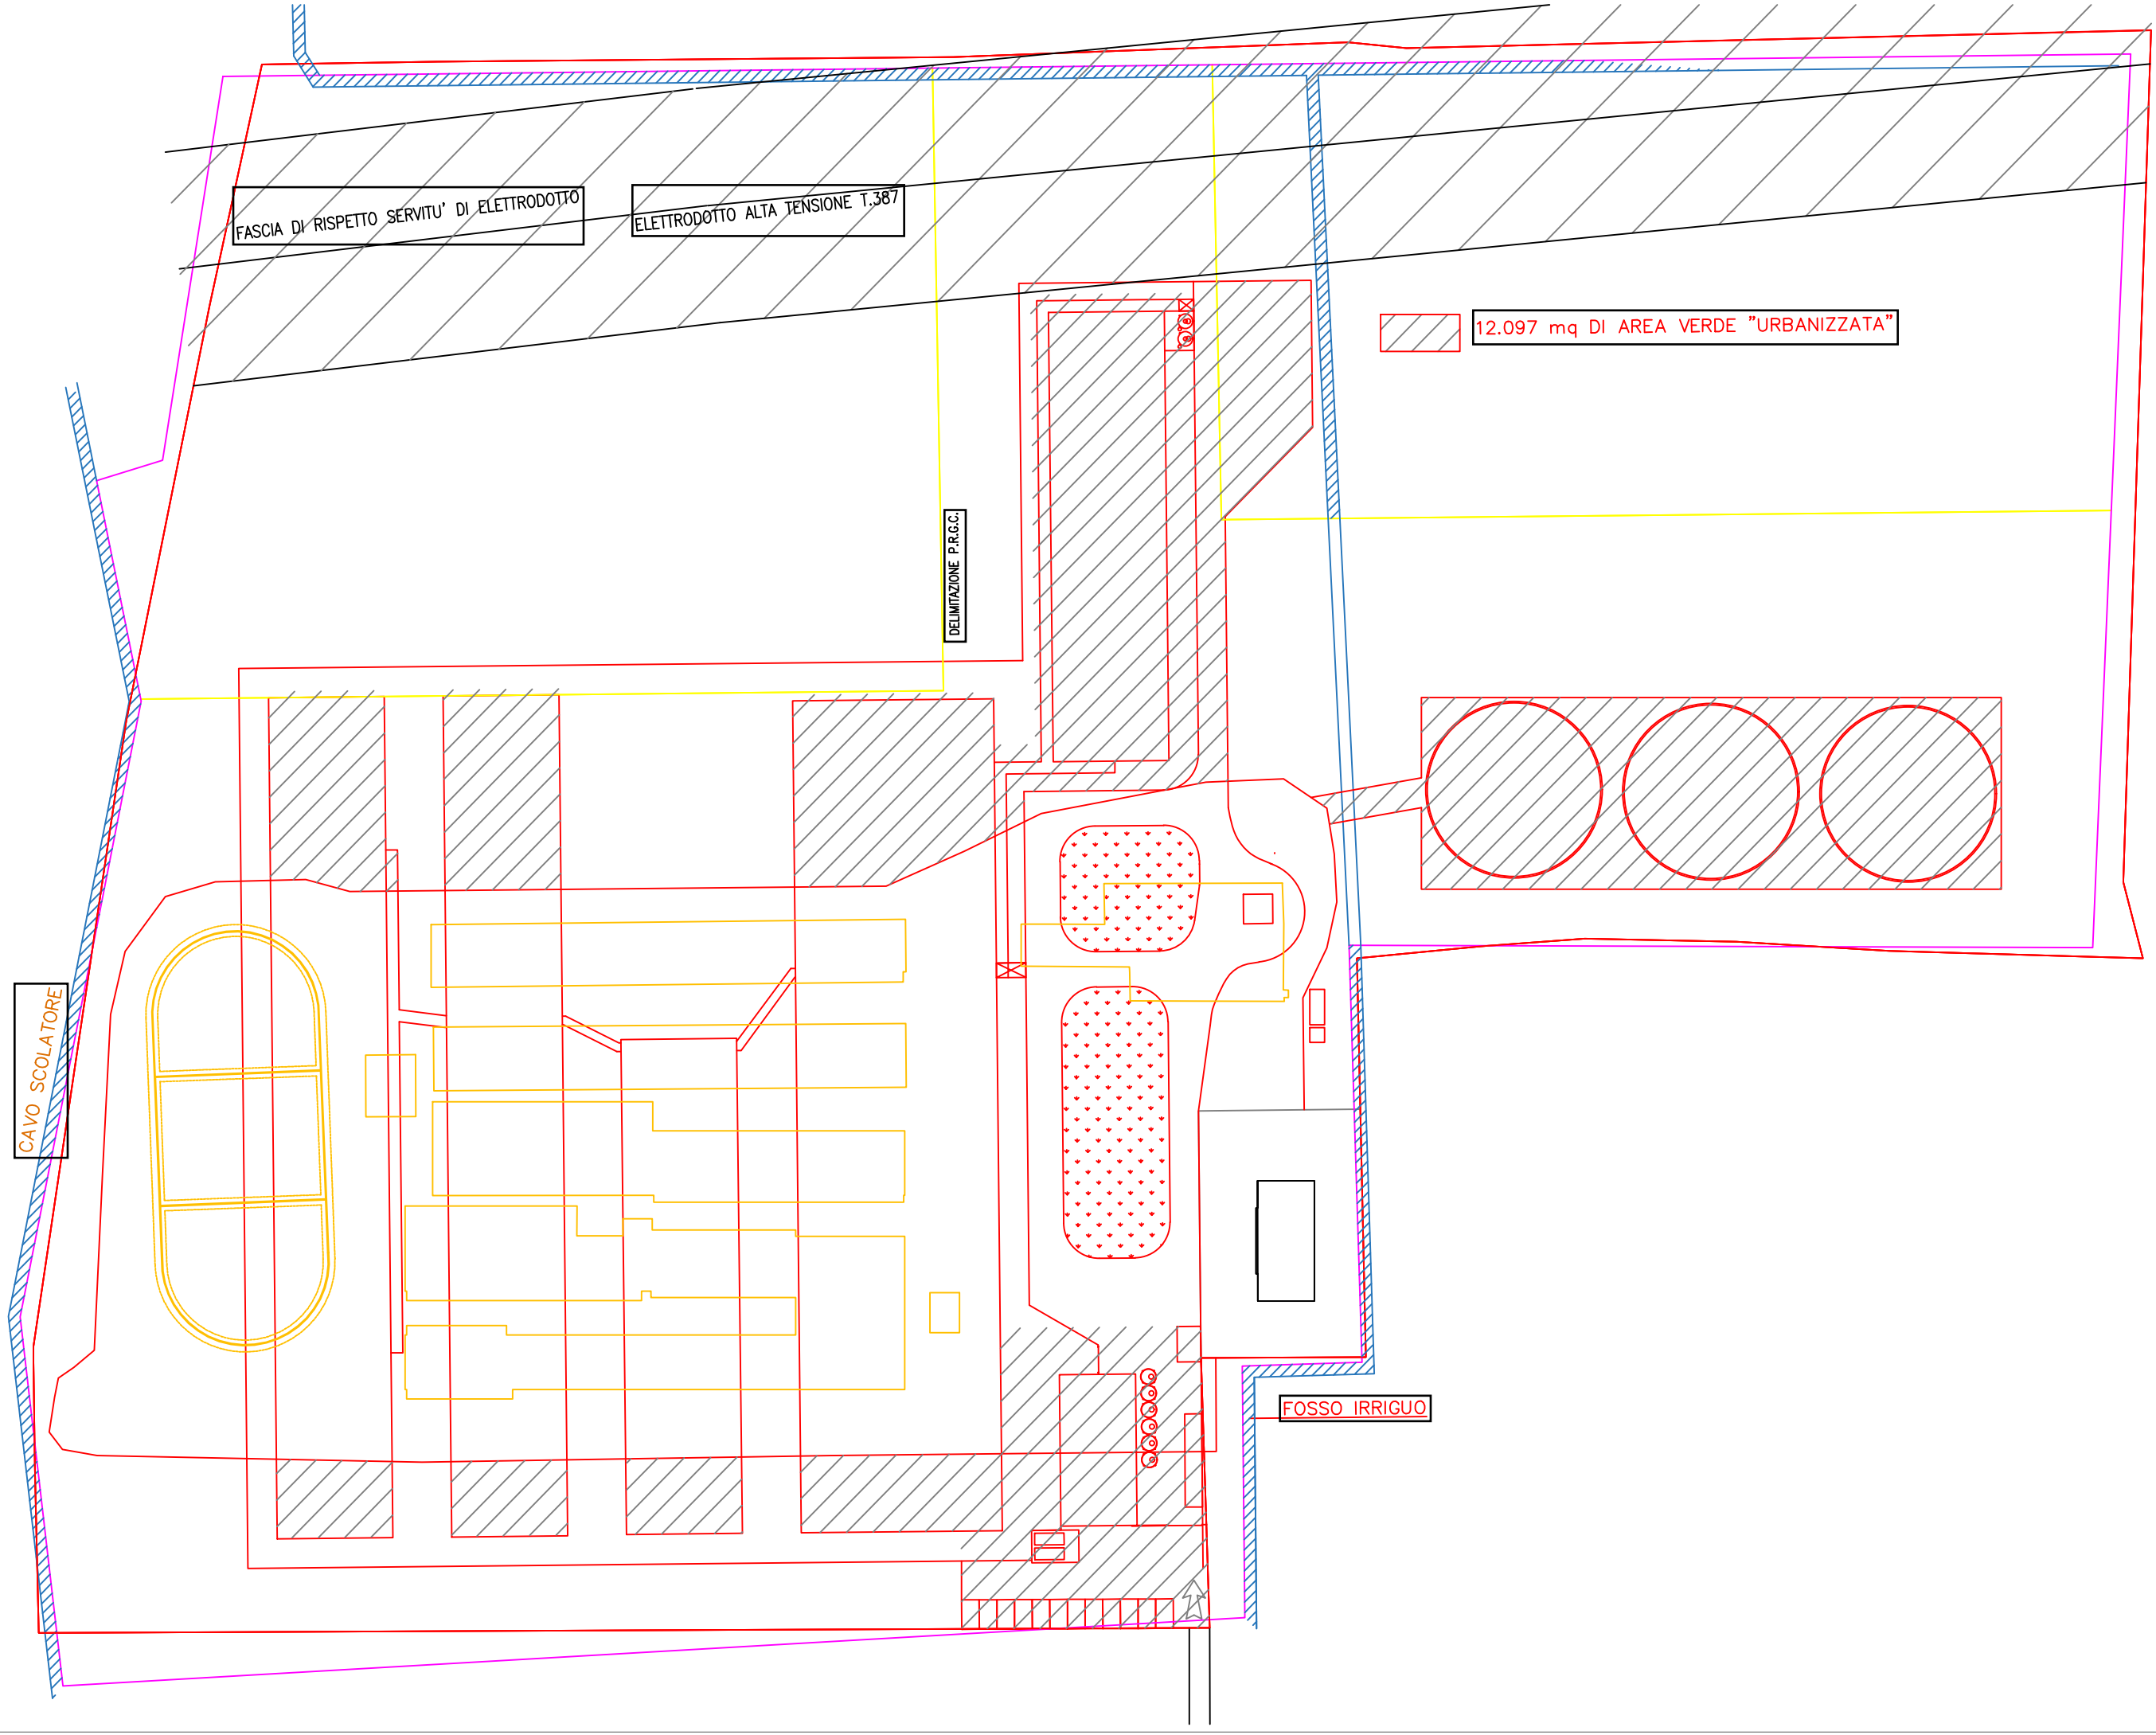 FASCIA DI RISPETTO SERVITU' DI ELETTRODOTTO
ELETTRODOTTO ALTA TENSIONE T.387
12.097 mq DI AREA VERDE "URBANIZZATA"
DELIMITAZIONE P.R.G.C.
CAVO SCOLATORE
FOSSO IRRIGUO